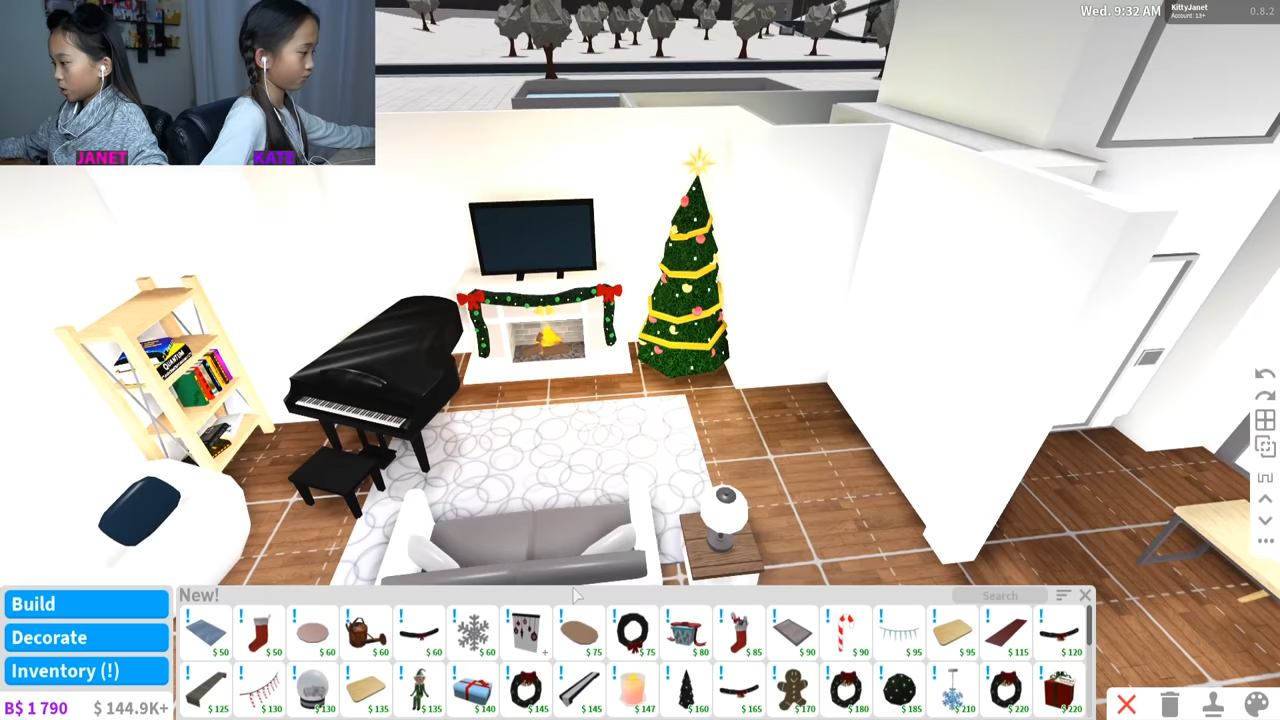 JANET
KATE
Wed. 9:32 AM
KittyJanet
Account: 13+
0.8.2
QUANTUM
Build
Decorate
Inventory (!)
B$ 1 790
$ 144.9K+
New!
Search
! $ 50
! $ 50
! $ 60
! $ 60
! $ 60
! $ 60
! +
! $ 75
! $ 75
! $ 80
! $ 85
! $ 90
! $ 90
! $ 95
! $ 95
! $ 115
! $ 120
! $ 125
! $ 130
! $ 130
! $ 135
! $ 135
! $ 140
! $ 145
! $ 145
! $ 147
! $ 160
! $ 165
! $ 170
! $ 180
! $ 185
! $ 210
! $ 220
! $ 220